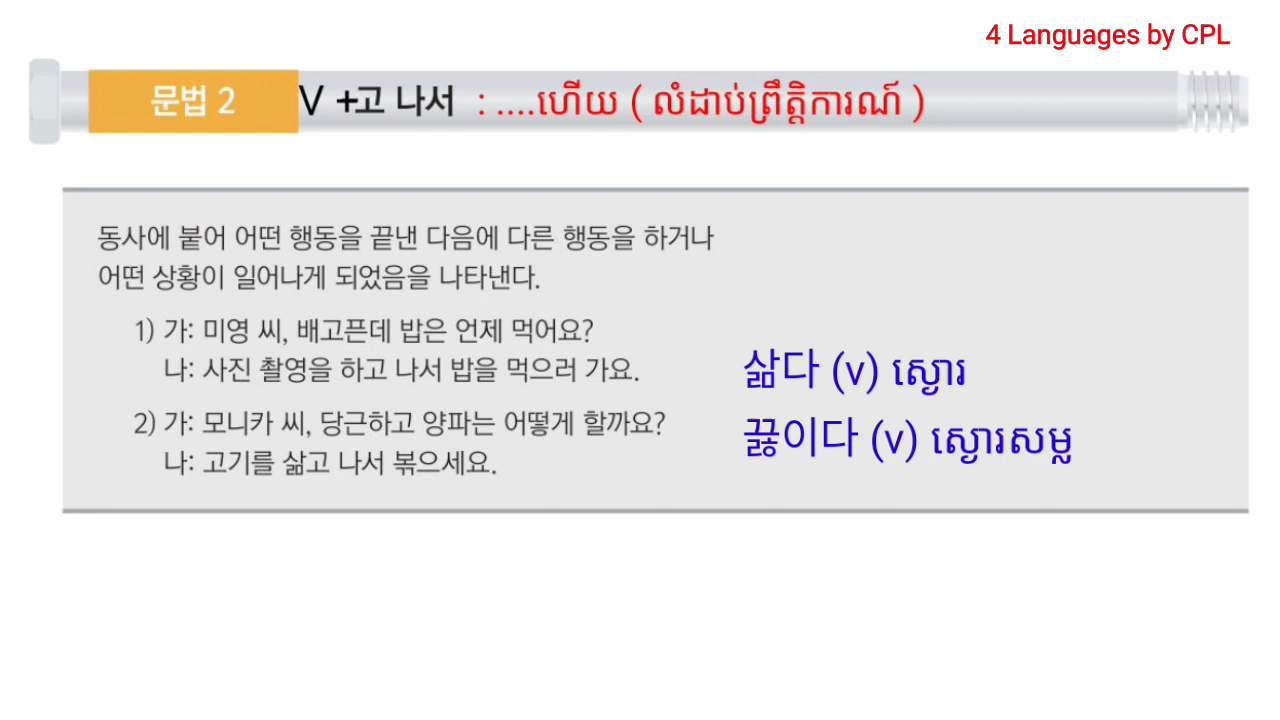 4 Languages by CPL
문법 2 V +고 나서 : ....ហើយ ( លំដាប់ព្រឹត្តិការណ៍ )
동사에 붙어 어떤 행동을 끝낸 다음에 다른 행동을 하거나
어떤 상황이 일어나게 되었음을 나타낸다.
1) 가: 미영 씨, 배고픈데 밥은 언제 먹어요?
나: 사진 촬영을 하고 나서 밥을 먹으러 가요.
삶다 (v) ស្ងោរ
2) 가: 모니카 씨, 당근하고 양파는 어떻게 할까요?
끓이다 (v) ស្ងោរសម្ល
나: 고기를 삶고 나서 볶으세요.